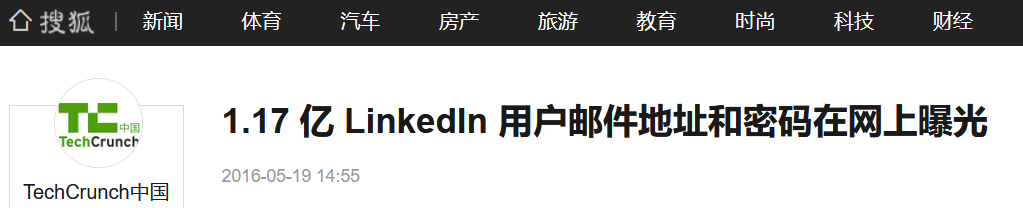 搜狐 | 新闻 体育 汽车 房产 旅游 教育 时尚 科技 财经
TC中国
TechCrunch
TechCrunch中国
1.17 亿 LinkedIn 用户邮件地址和密码在网上曝光
2016-05-19 14:55